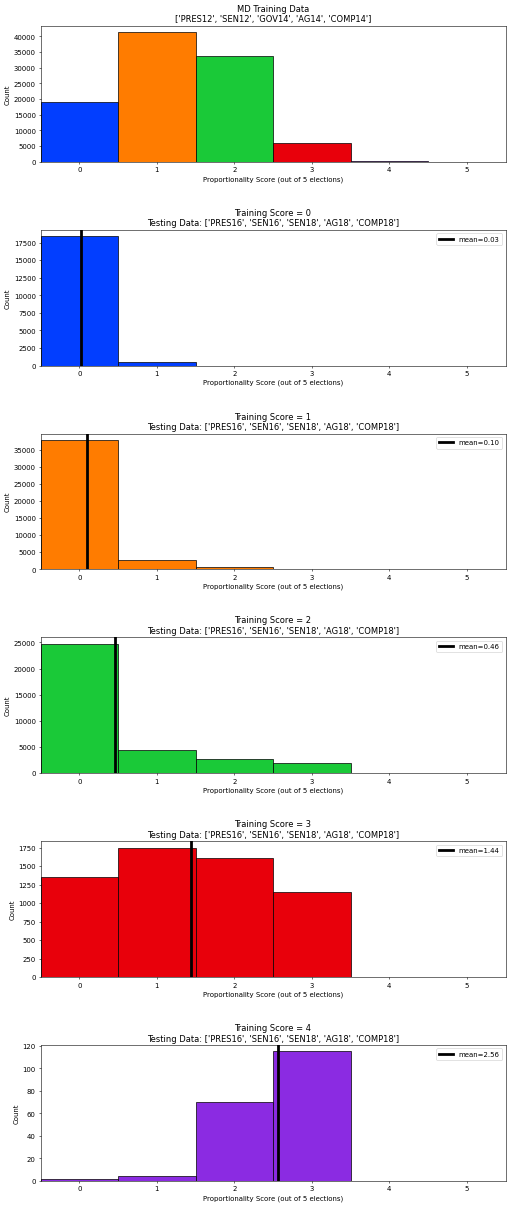 MD Training Data
['PRES12', 'SEN12', 'GOV14', 'AG14', 'COMP14']
40000
35000
30000
25000
20000
15000
10000
5000
0
Count
0 1 2 3 4 5
Proportionality Score (out of 5 elections)
Training Score = 0
Testing Data: ['PRES16', 'SEN16', 'SEN18', 'AG18', 'COMP18']
mean=0.03
17500
15000
12500
10000
7500
5000
2500
0
Count
0 1 2 3 4 5
Proportionality Score (out of 5 elections)
Training Score = 1
Testing Data: ['PRES16', 'SEN16', 'SEN18', 'AG18', 'COMP18']
mean=0.10
35000
30000
25000
20000
15000
10000
5000
0
Count
0 1 2 3 4 5
Proportionality Score (out of 5 elections)
Training Score = 2
Testing Data: ['PRES16', 'SEN16', 'SEN18', 'AG18', 'COMP18']
mean=0.46
25000
20000
15000
10000
5000
0
Count
0 1 2 3 4 5
Proportionality Score (out of 5 elections)
Training Score = 3
Testing Data: ['PRES16', 'SEN16', 'SEN18', 'AG18', 'COMP18']
mean=1.44
1750
1500
1250
1000
750
500
250
0
Count
0 1 2 3 4 5
Proportionality Score (out of 5 elections)
Training Score = 4
Testing Data: ['PRES16', 'SEN16', 'SEN18', 'AG18', 'COMP18']
mean=2.56
120
100
80
60
40
20
0
Count
0 1 2 3 4 5
Proportionality Score (out of 5 elections)